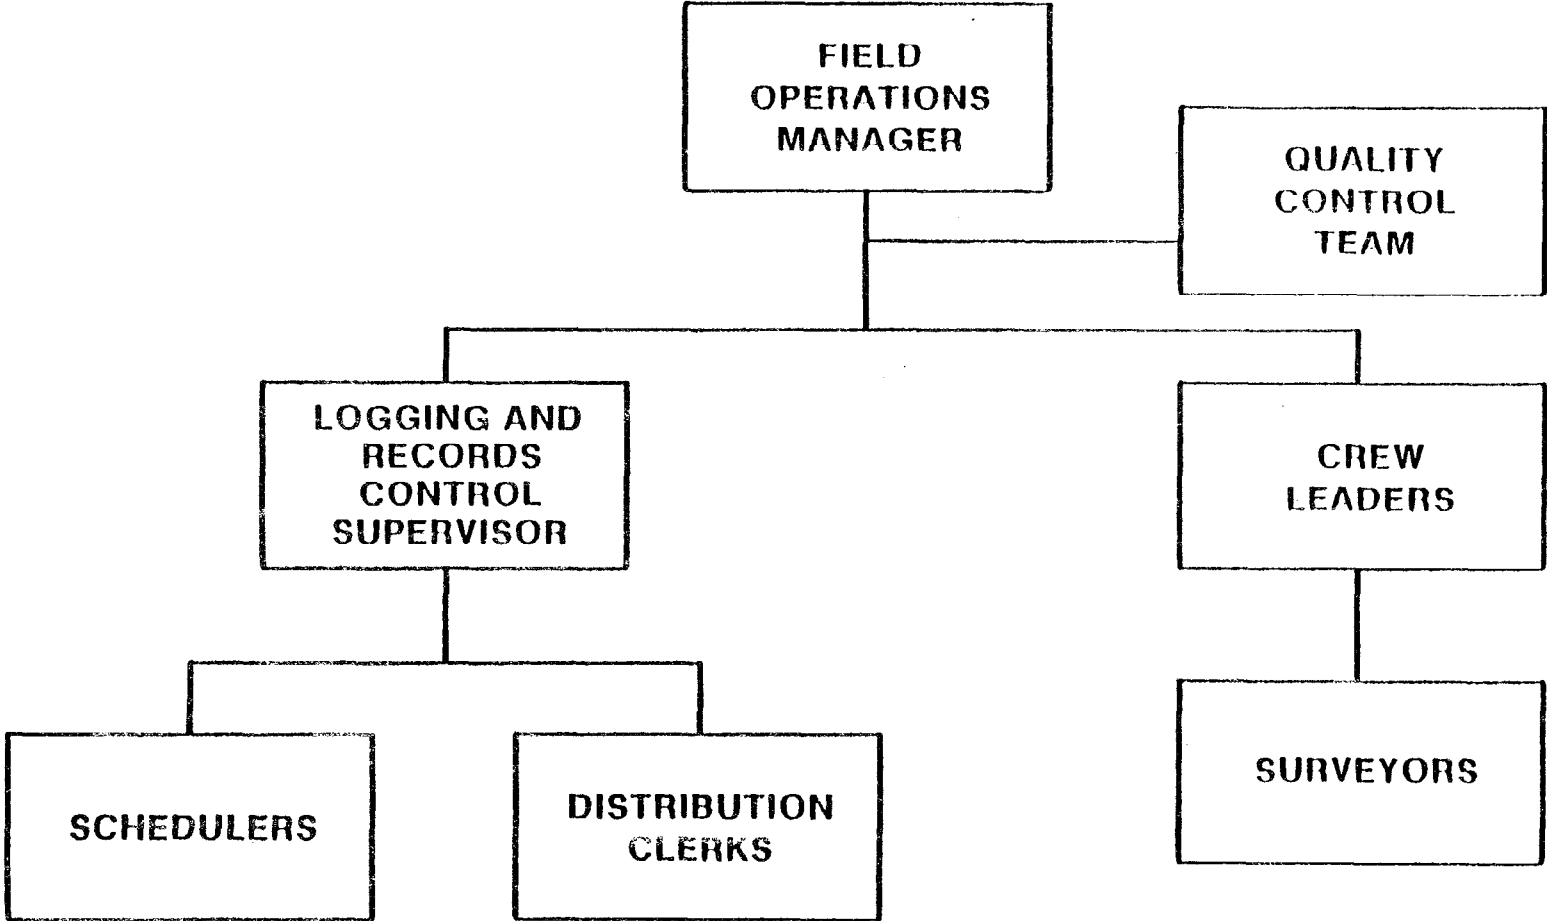 FIELD
OPERATIONS
MANAGER
QUALITY
CONTROL
TEAM
LOGGING AND
RECORDS
CONTROL
SUPERVISOR
CREW
LEADERS
SCHEDULERS
DISTRIBUTION
CLERKS
SURVEYORS